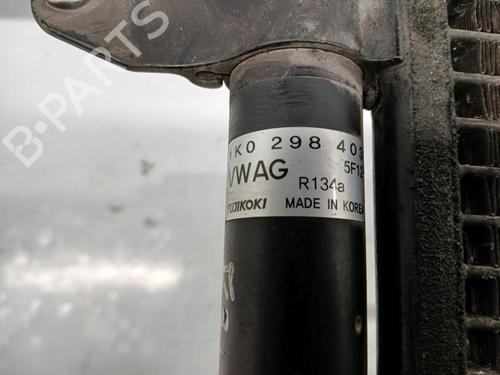 B-PARTS
1K0 298 403
VWAG 5F12
R134a
FUJIKOKI MADE IN KOREA